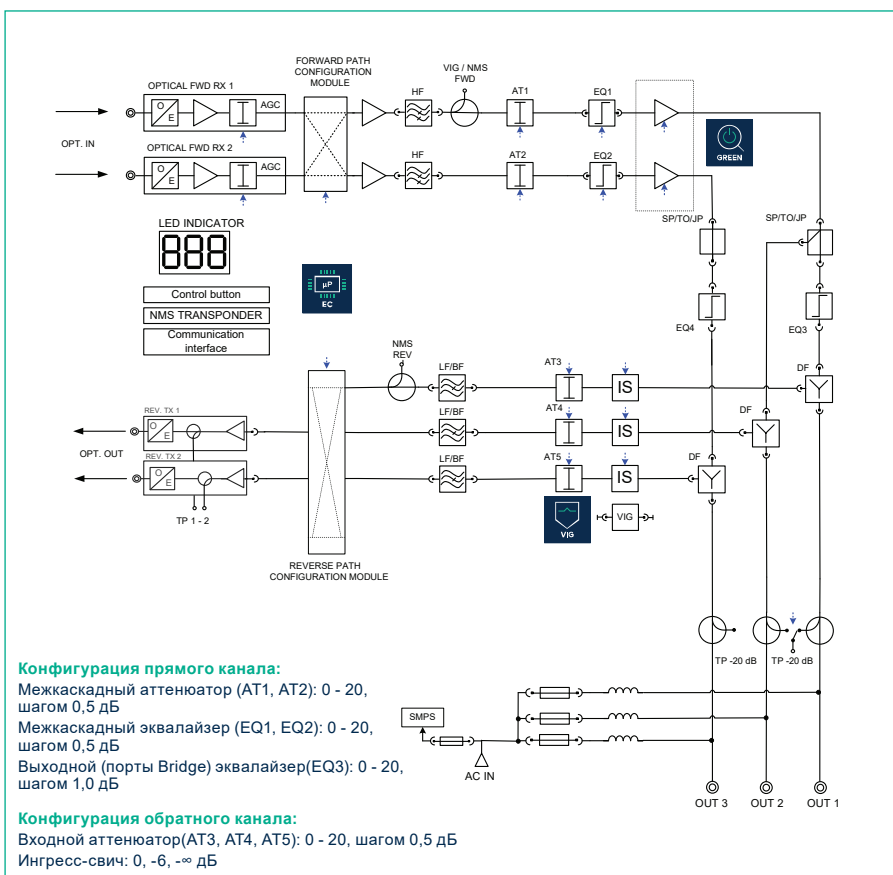 FORWARD PATH
CONFIGURATION
MODULE
VIG / NMS
FWD
OPTICAL FWD RX 1
HF
AT1
EQ1
O
E
AGC
OPT. IN
GREEN
OPTICAL FWD RX 2
HF
AT2
EQ2
O
E
AGC
SP/TO/JP
SP/TO/JP
LED INDICATOR
888
µP
EC
Control button
NMS TRANSPONDER
Communication
interface
EQ4
EQ3
NMS
REV
LF/BF
AT3
IS
DF
REV. TX 1
O
E
LF/BF
AT4
IS
DF
OPT. OUT
REV. TX 2
O
E
LF/BF
AT5
IS
DF
TP 1 - 2
VIG
VIG
REVERSE PATH
CONFIGURATION MODULE
TP -20 dB
TP -20 dB
Конфигурация прямого канала:
Межкаскадный аттенюатор (AT1, AT2): 0 - 20,
шагом 0,5 дБ
Межкаскадный эквалайзер (EQ1, EQ2): 0 - 20,
шагом 0,5 дБ
Выходной (порты Bridge) эквалайзер(EQ3): 0 - 20,
шагом 1,0 дБ
SMPS
AC IN
OUT 3
OUT 2
OUT 1
Конфигурация обратного канала:
Входной аттенюатор(AT3, AT4, AT5): 0 - 20, шагом 0,5 дБ
Ингресс-свич: 0, -6, -∞ дБ